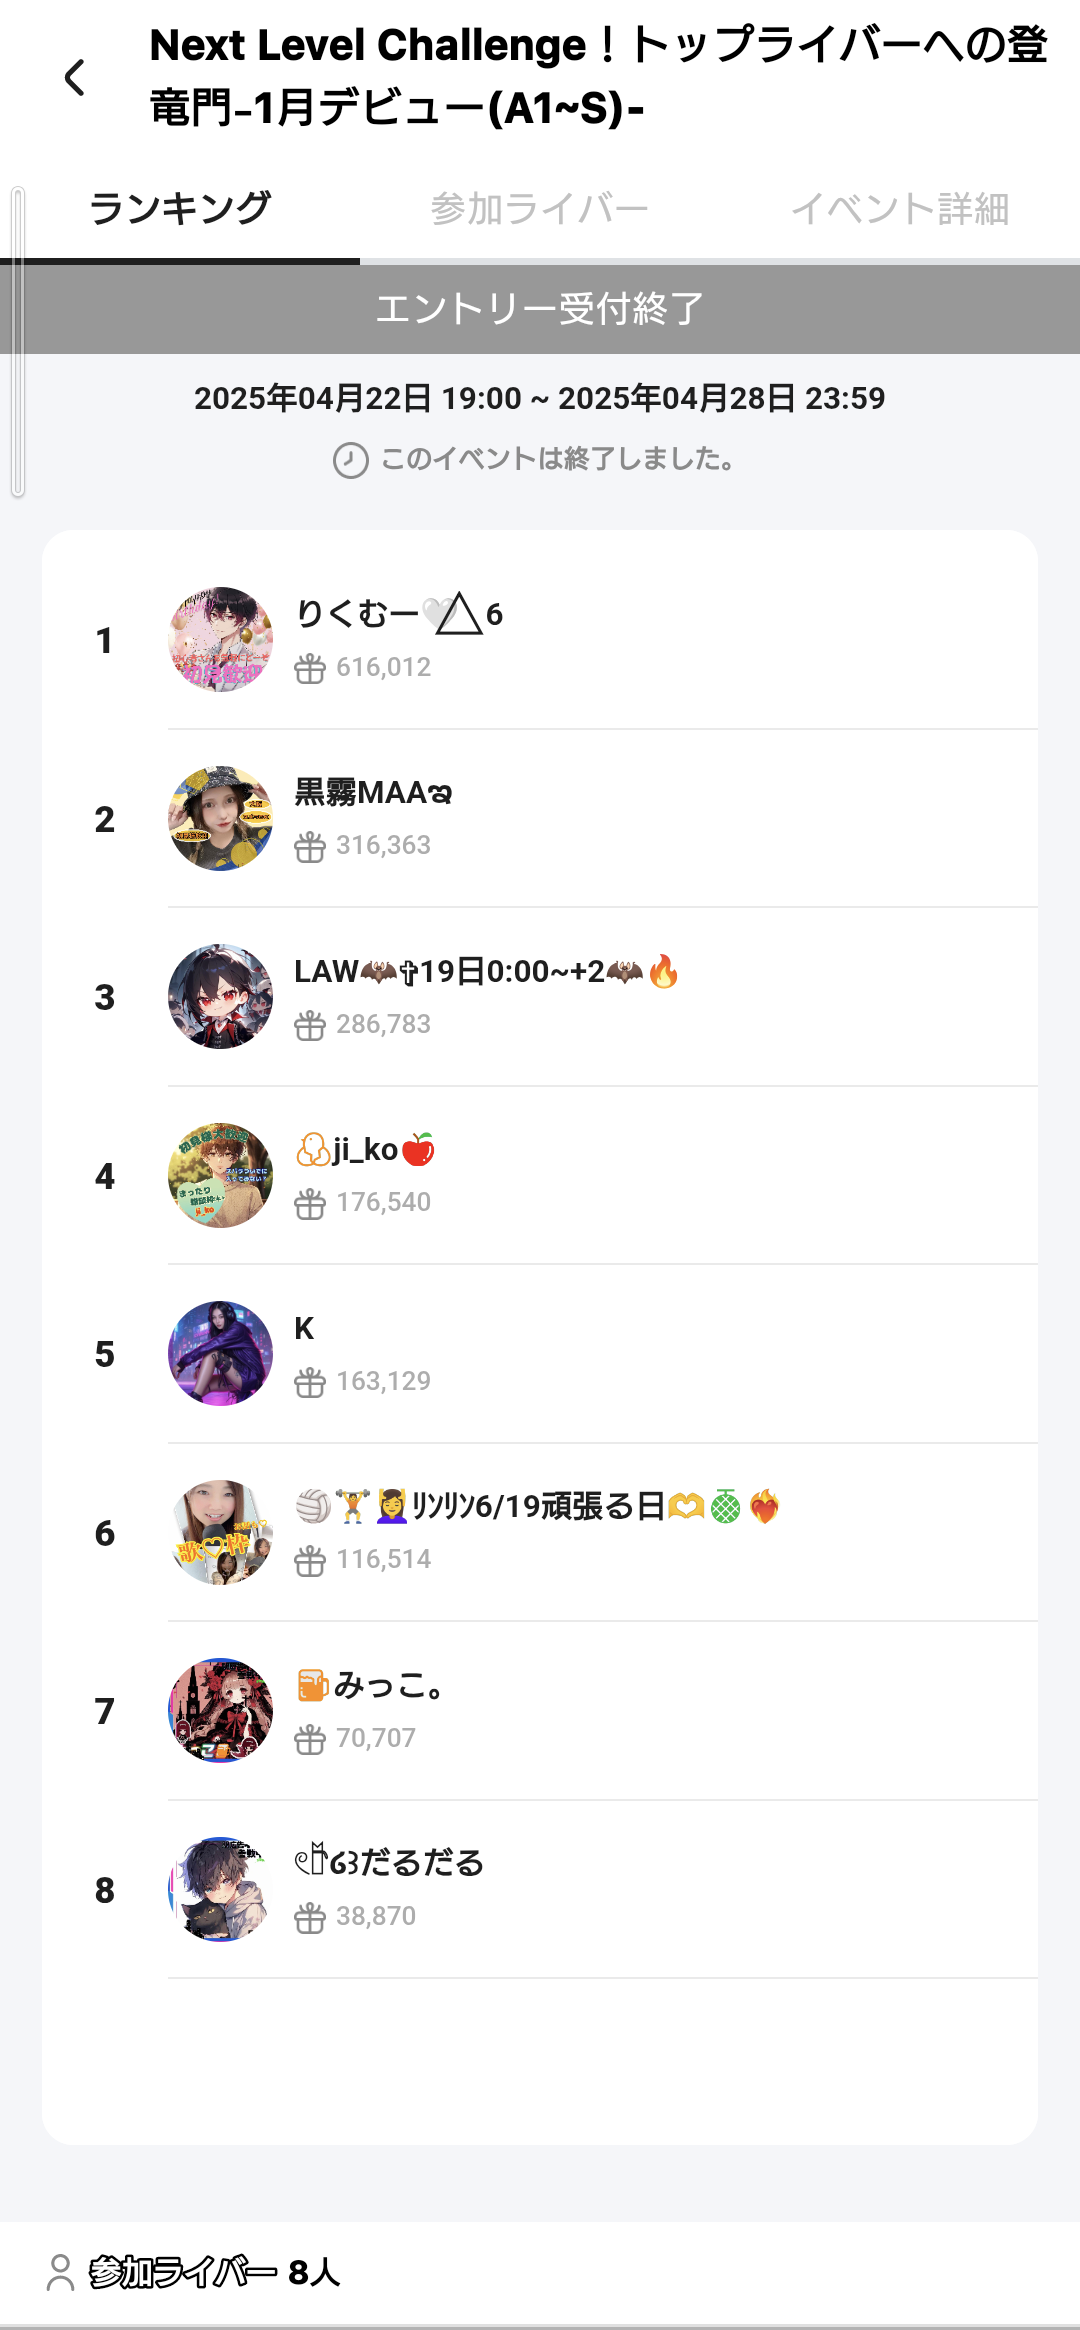 Next Level Challenge！トップライバーへの登
竜門-1月デビュー(A1~S)-
ランキング
参加ライバー
イベント詳細
エントリー受付終了
2025年04月22日 19:00 ~ 2025年04月28日 23:59
このイベントは終了しました。
1
りくむー🤍△6
616,012
2
黒霧MAAఇ
316,363
3
LAW🦇✞19日0:00~+2🦇🔥
286,783
4
ji_ko🍎
176,540
5
K
163,129
6
🏐🏋️💆‍♀️ﾘﾝﾘﾝ6/19頑張る日🫶🍈❤️‍🔥
116,514
7
🍺みっこ。
70,707
8
だるだる
38,870
参加ライバー 8人